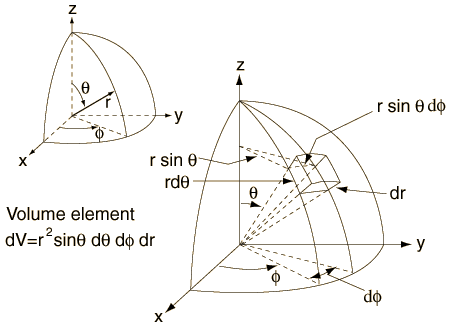 z
θ
r
y
ϕ
x
z
r sin θ dϕ
r sin θ
rdθ
θ
dr
Volume element
dV=r²sinθ dθ dϕ dr
y
ϕ
dϕ
x